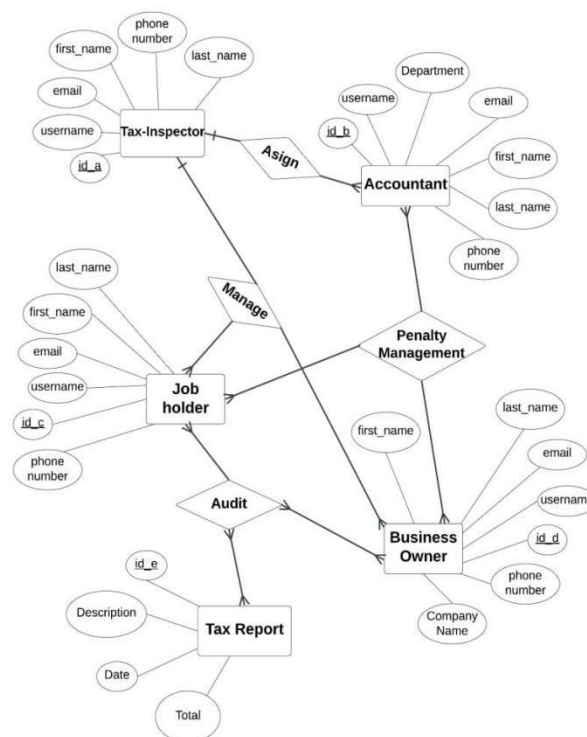 phone
number
first_name
last_name
email
username
id_a
Tax-Inspector
Asign
Department
username
email
id_b
Accountant
first_name
last_name
phone
number
last_name
first_name
email
username
id_c
phone
number
Job
holder
Manage
Penalty
Management
first_name
last_name
email
username
id_d
phone
number
Business
Owner
Company
Name
Audit
id_e
Description
Date
Total
Tax Report